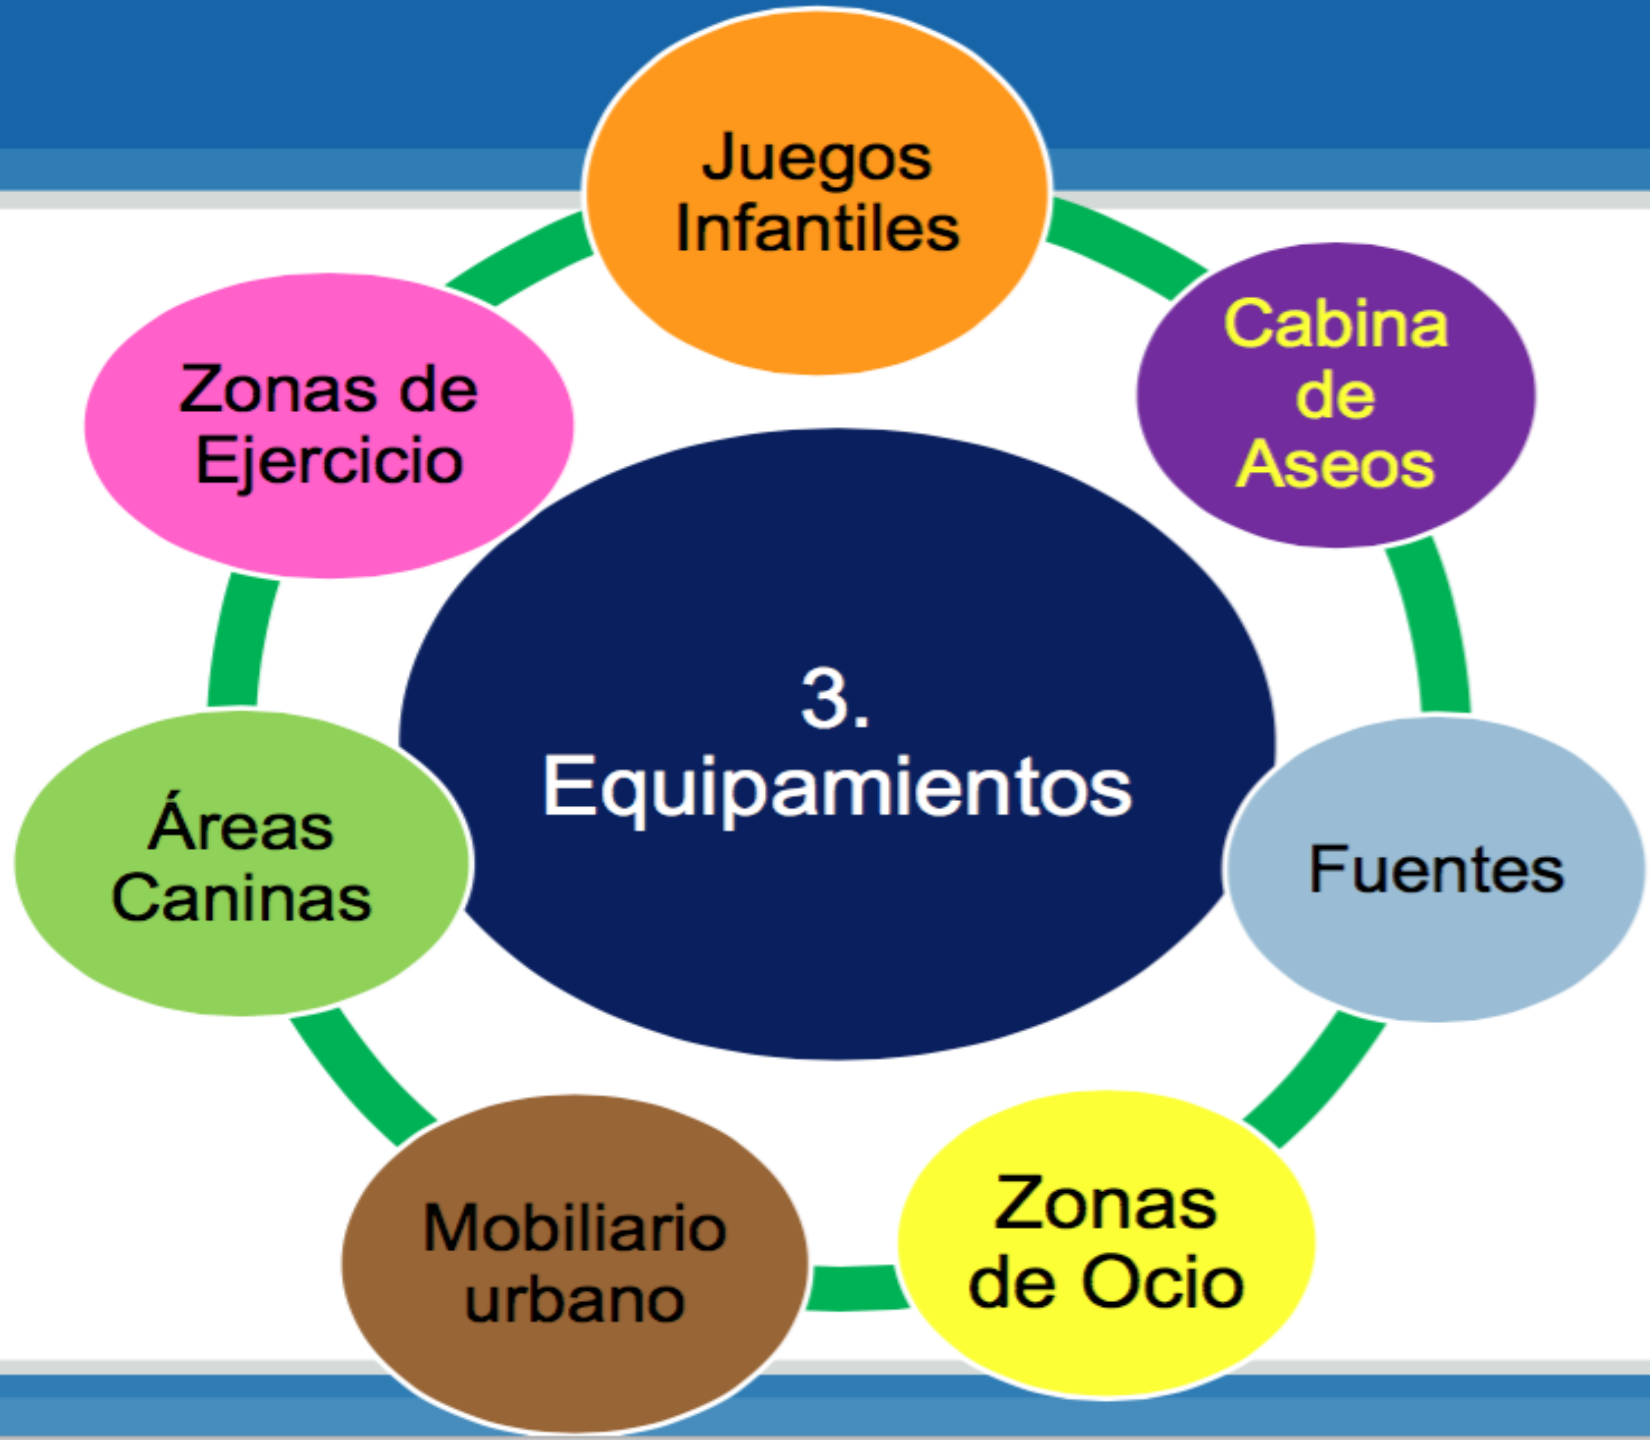 Juegos
Infantiles
Cabina
de
Aseos
Fuentes
Zonas
de Ocio
Mobiliario
urbano
Áreas
Caninas
Zonas de
Ejercicio
3.
Equipamientos